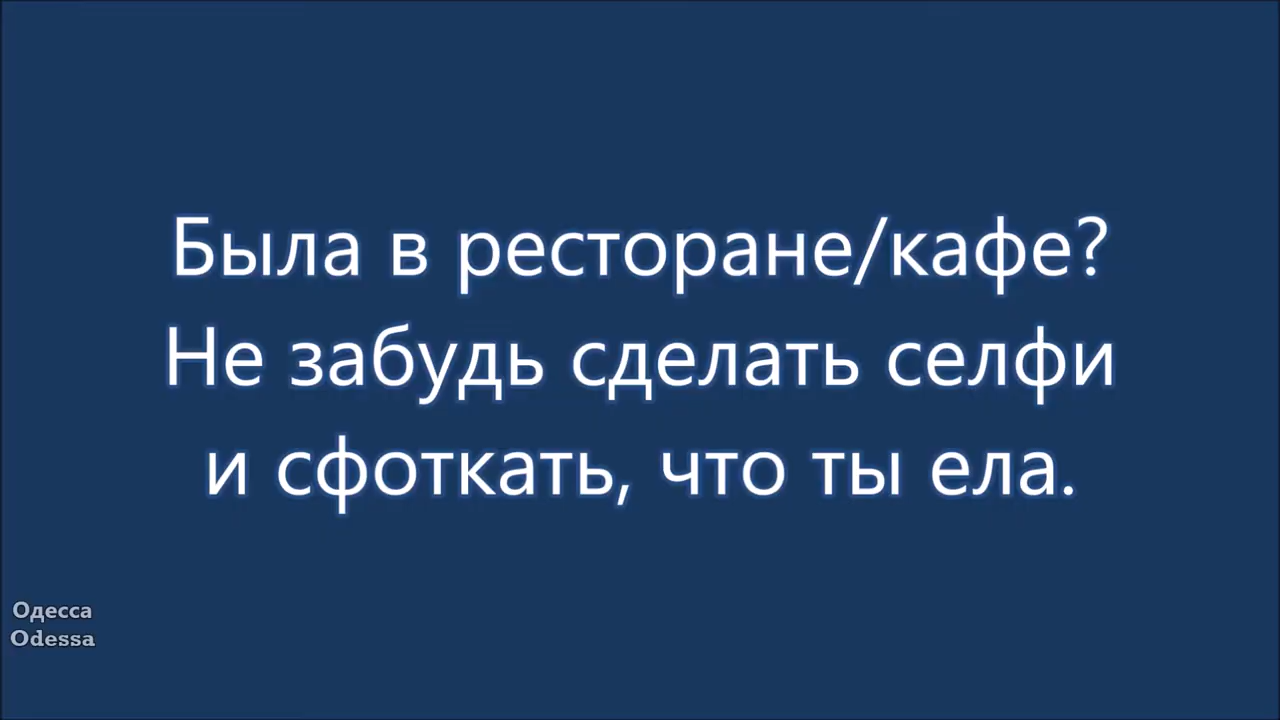 Была в ресторане/кафе?
Не забудь сделать селфи
и сфоткать, что ты ела.
Одесса
Odessa